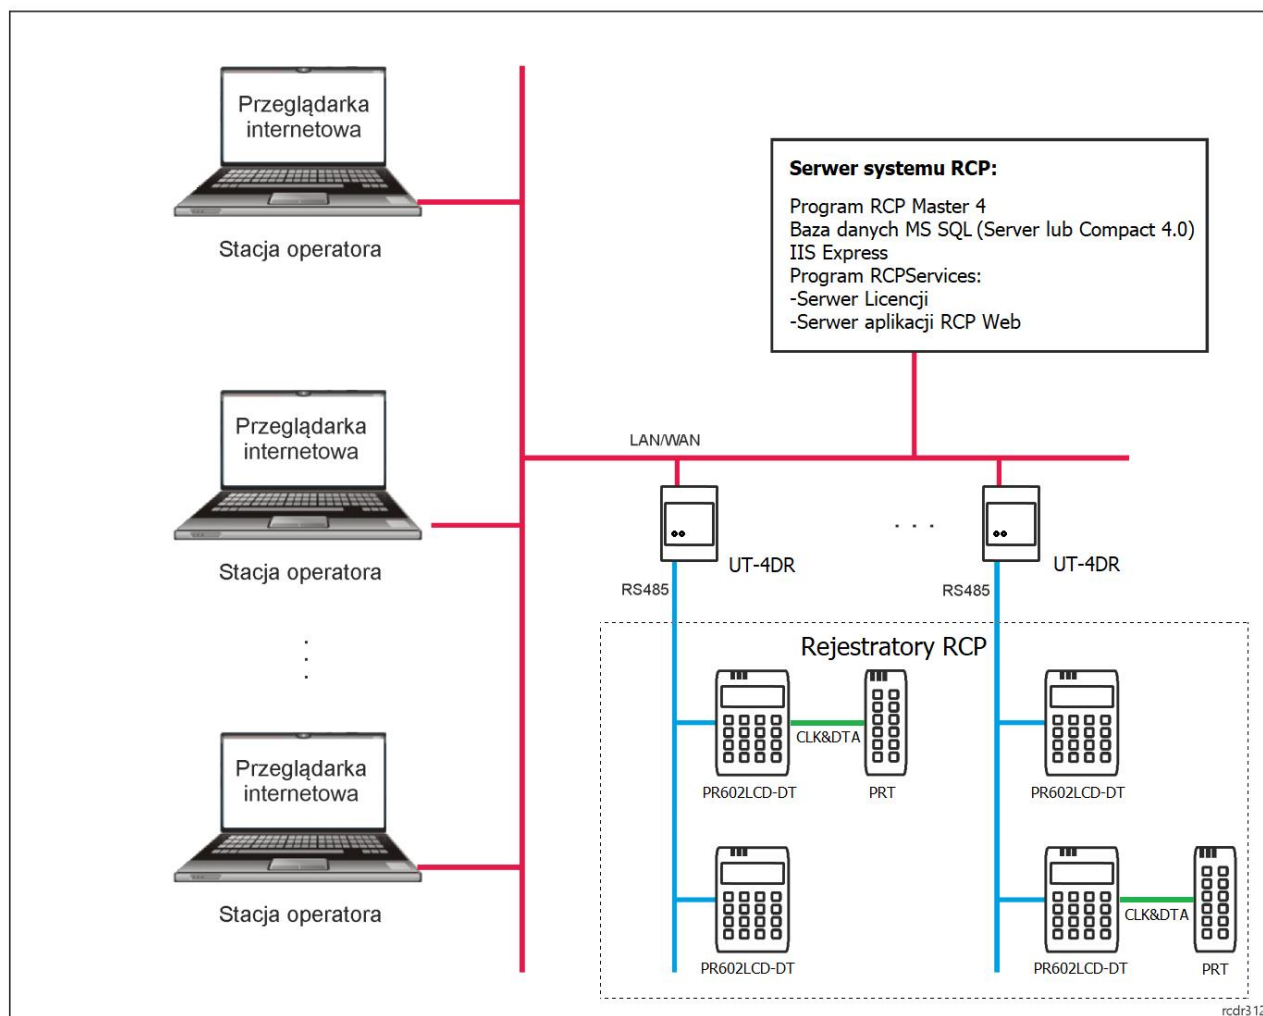 Przeglądarka
internetowa
Stacja operatora
Przeglądarka
internetowa
Stacja operatora
.
.
.
Przeglądarka
internetowa
Stacja operatora
Serwer systemu RCP:
Program RCP Master 4
Baza danych MS SQL (Server lub Compact 4.0)
IIS Express
Program RCPServices:
-Serwer Licencji
-Serwer aplikacji RCP Web
LAN/WAN
. . .
UT-4DR
UT-4DR
RS485
RS485
Rejestratory RCP
CLK&DTA
PR602LCD-DT
PRT
PR602LCD-DT
CLK&DTA
PR602LCD-DT
PR602LCD-DT
PRT
rcdr312